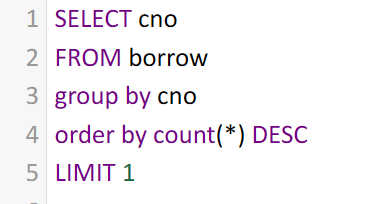 1 SELECT cno
2 FROM borrow
3 group by cno
4 order by count(*) DESC
5 LIMIT 1